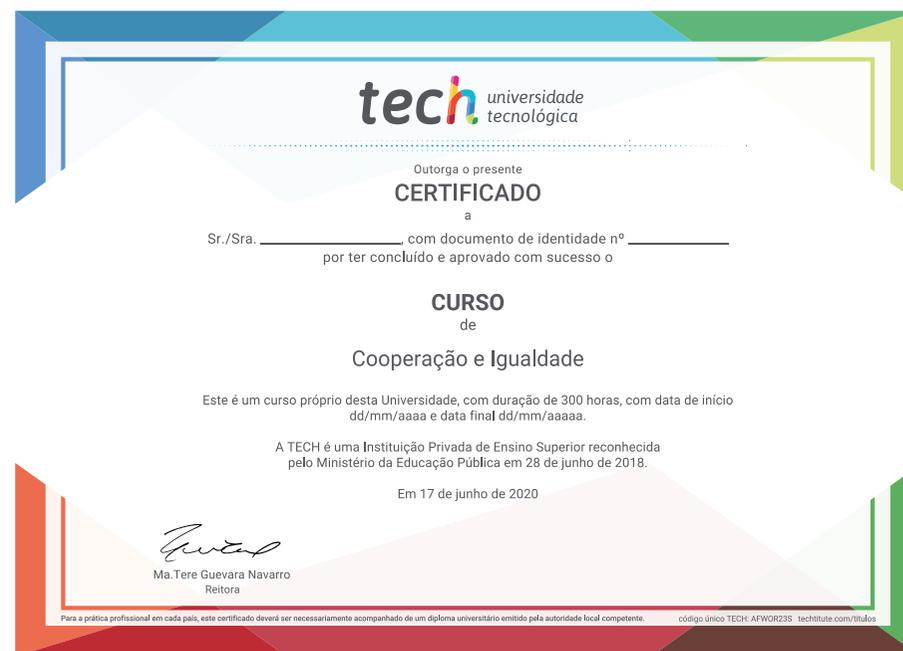 tech universidade
tecnológica
Outorga o presente
CERTIFICADO
a
Sr./Sra. ____________________, com documento de identidade nº ______________
por ter concluído e aprovado com sucesso o
CURSO
de
Cooperação e Igualdade
Este é um curso próprio desta Universidade, com duração de 300 horas, com data de início
dd/mm/aaaa e data final dd/mm/aaaaa.
A TECH é uma Instituição Privada de Ensino Superior reconhecida
pelo Ministério da Educação Pública em 28 de junho de 2018.
Em 17 de junho de 2020
Ma.Tere Guevara Navarro
Reitora
Para a prática profissional em cada país, este certificado deverá ser necessariamente acompanhado de um diploma universitário emitido pela autoridade local competente. código único TECH: AFWOR23S techtitute.com/titulos